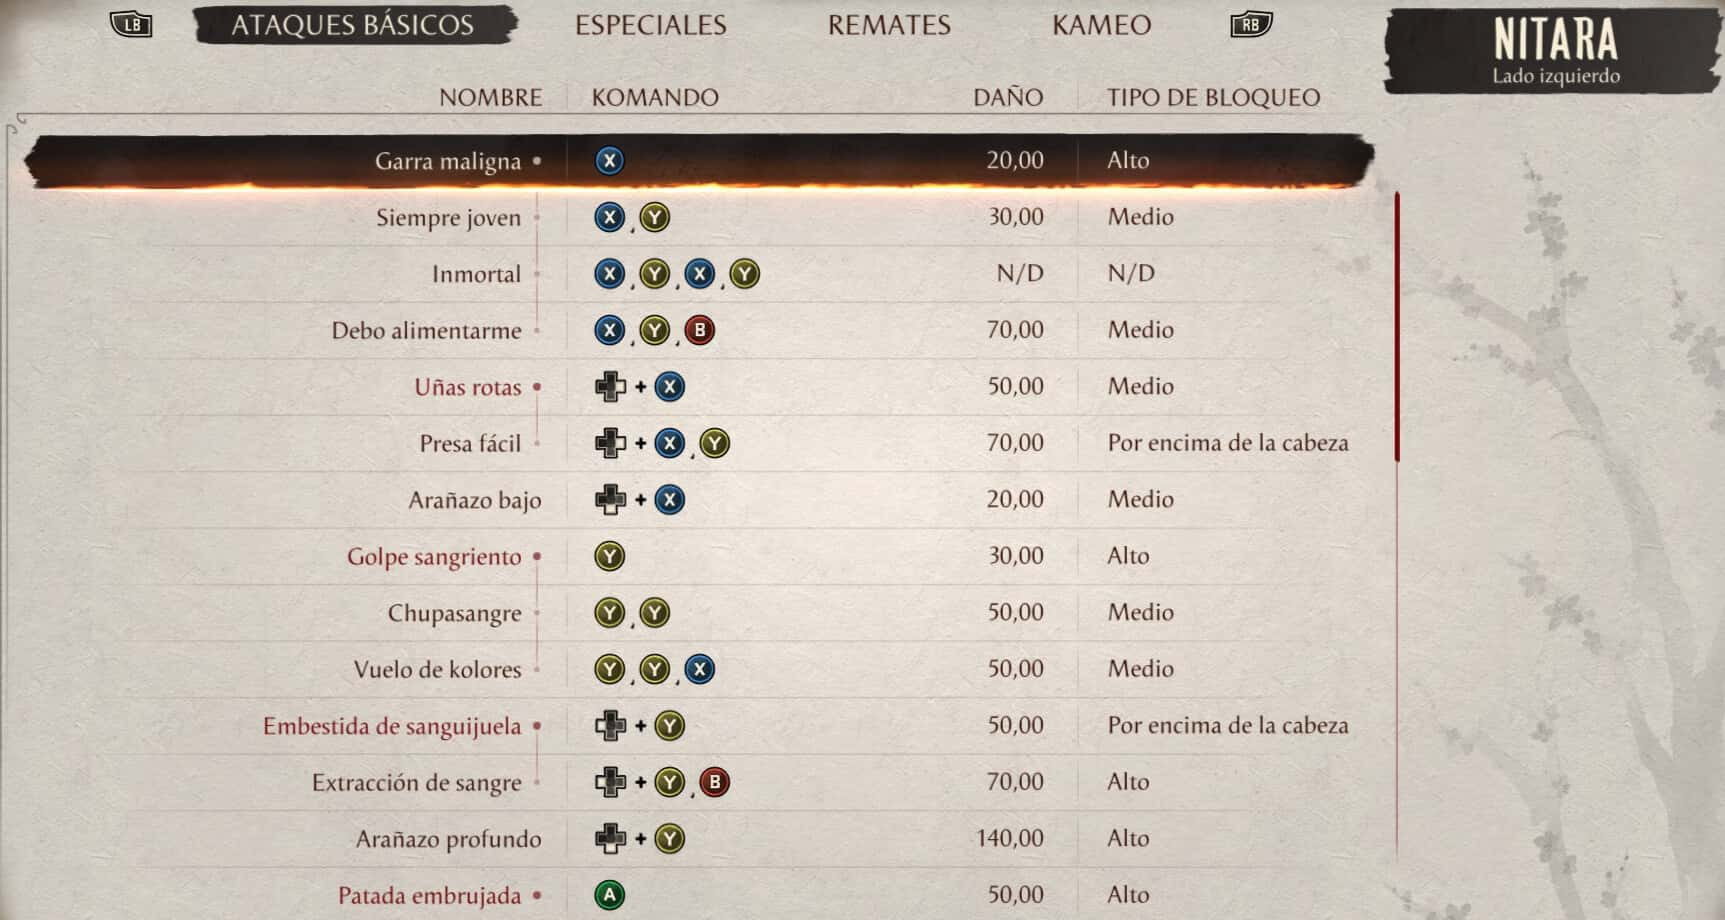 LB ATAQUES BÁSICOS ESPECIALES REMATES KAMEO RB NITARA
Lado izquierdo
NOMBRE KOMANDO DAÑO TIPO DE BLOQUEO
Garra maligna X 20,00 Alto
Siempre joven X , Y 30,00 Medio
Inmortal X , Y , X , Y N/D N/D
Debo alimentarme X , Y , B 70,00 Medio
Uñas rotas + X 50,00 Medio
Presa fácil + X , Y 70,00 Por encima de la cabeza
Arañazo bajo + X 20,00 Medio
Golpe sangriento Y 30,00 Alto
Chupasangre Y , Y 50,00 Medio
Vuelo de kolores Y , Y , X 50,00 Medio
Embestida de sanguijuela + Y 50,00 Por encima de la cabeza
Extracción de sangre + Y , B 70,00 Alto
Arañazo profundo + Y 140,00 Alto
Patada embrujada A 50,00 Alto